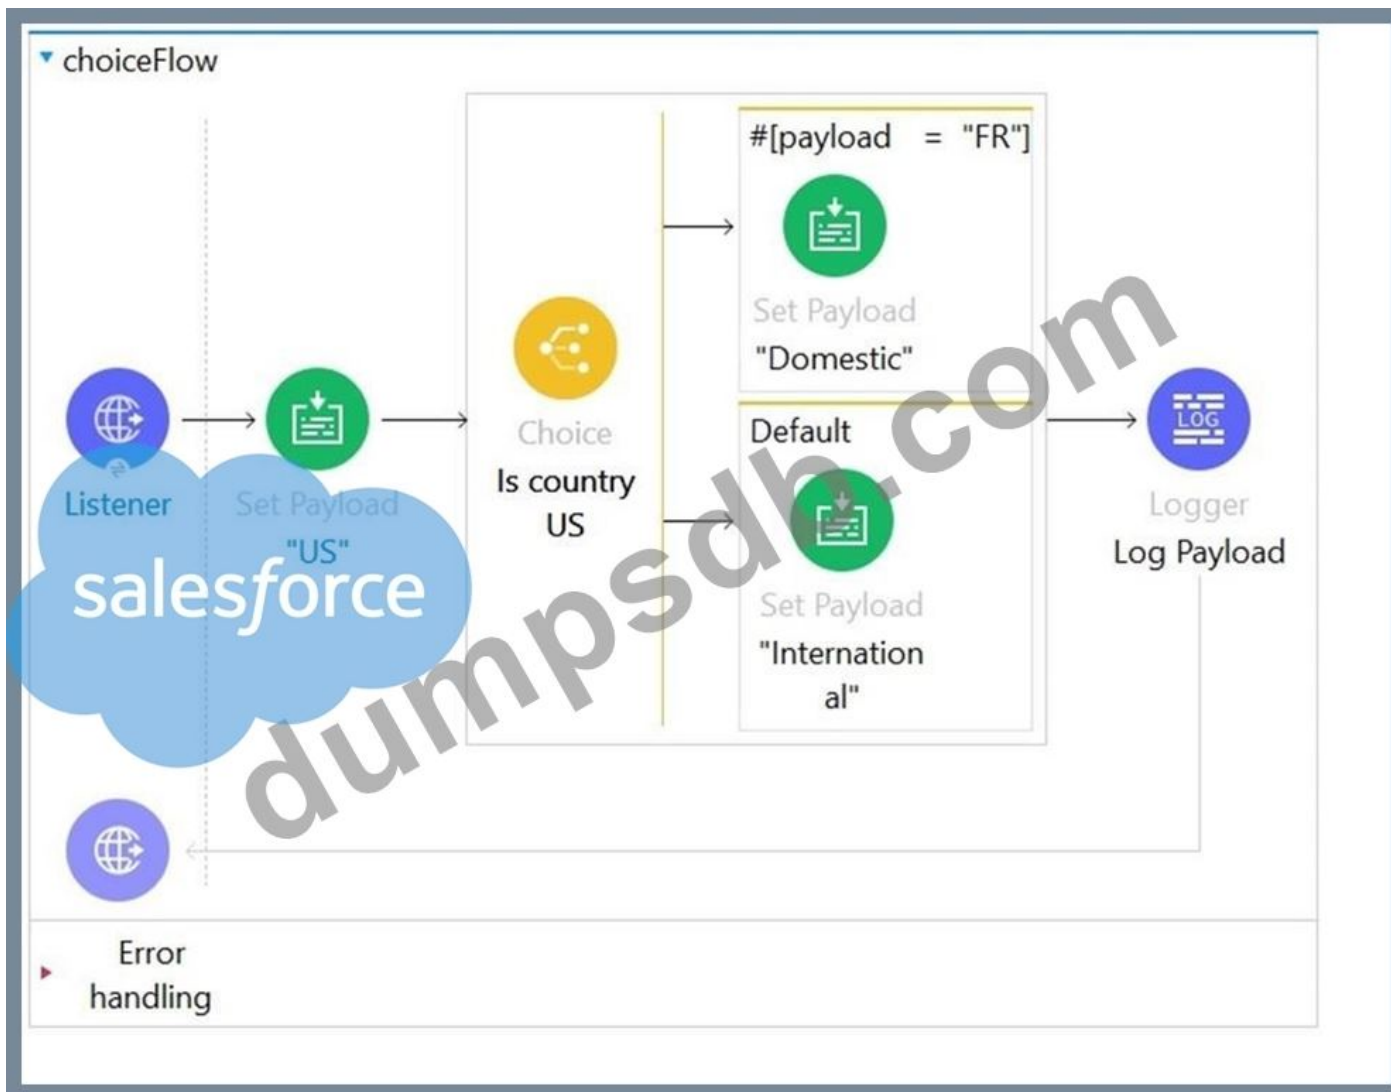 choiceFlow
#[payload = "FR"]
Set Payload
"Domestic"
Default
Choice
Is country
US
Listener
Set Payload
"US"
Set Payload
"Internation
al"
LOG
Logger
Log Payload
salesforce
dumpsdb.com
Error
handling